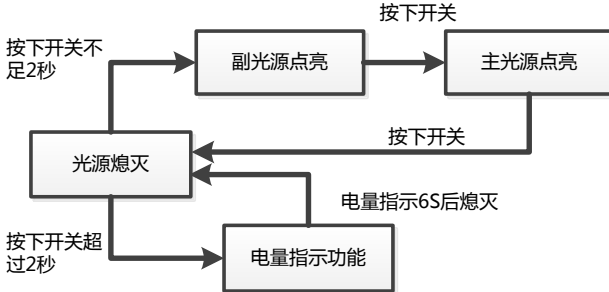 按下开关
按下开关不
足2秒
副光源点亮
主光源点亮
按下开关
光源熄灭
电量指示6S后熄灭
按下开关超
过2秒
电量指示功能